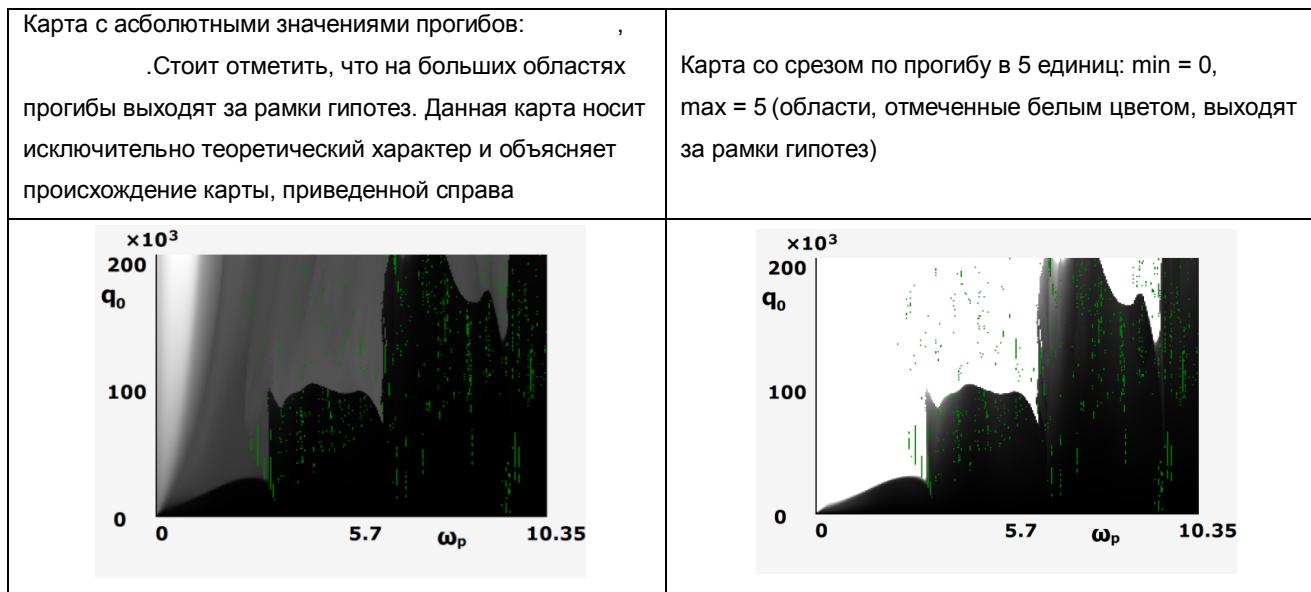 Карта с асболютными значениями прогибов: ,
.Стоит отметить, что на больших областях
прогибы выходят за рамки гипотез. Данная карта носит
исключительно теоретический характер и объясняет
происхождение карты, приведенной справа
Карта со срезом по прогибу в 5 единиц: min = 0,
max = 5 (области, отмеченные белым цветом, выходят
за рамки гипотез)
×10³
200
q₀
100
0
0 5.7 ωₚ 10.35
×10³
200
q₀
100
0
0 5.7 ωₚ 10.35